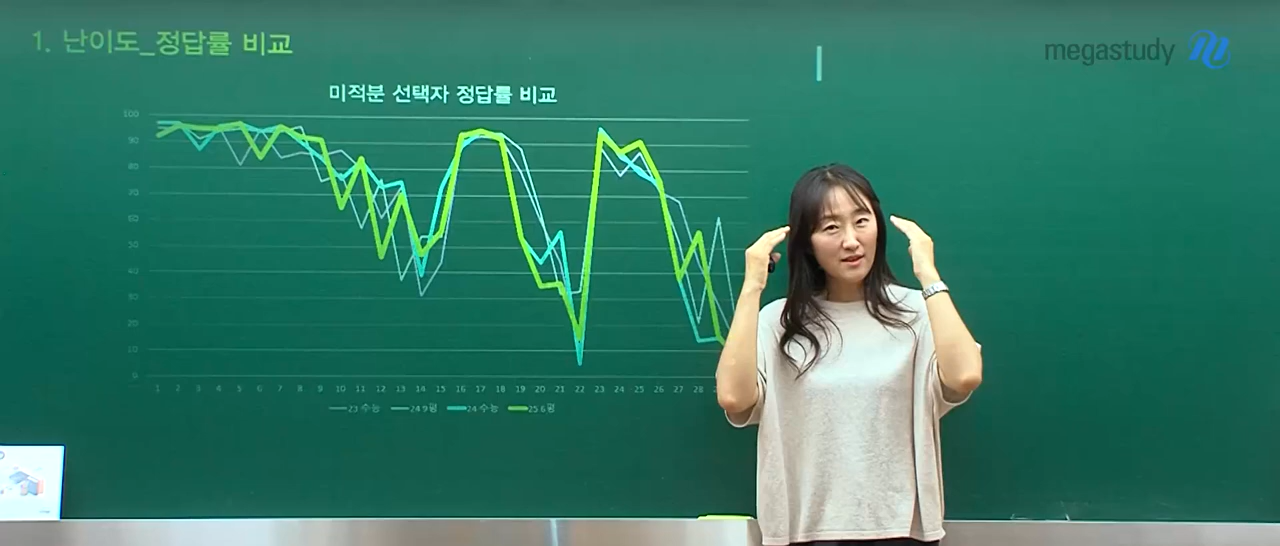 1. 난이도_정답률 비교
megastudy
미적분 선택자 정답률 비교
100
90
80
70
60
50
40
30
20
10
0
1 2 3 4 5 6 7 8 9 10 11 12 13 14 15 16 17 18 19 20 21 22 23 24 25 26 27 28
23 수능 24 9평 24 수능 25 6평